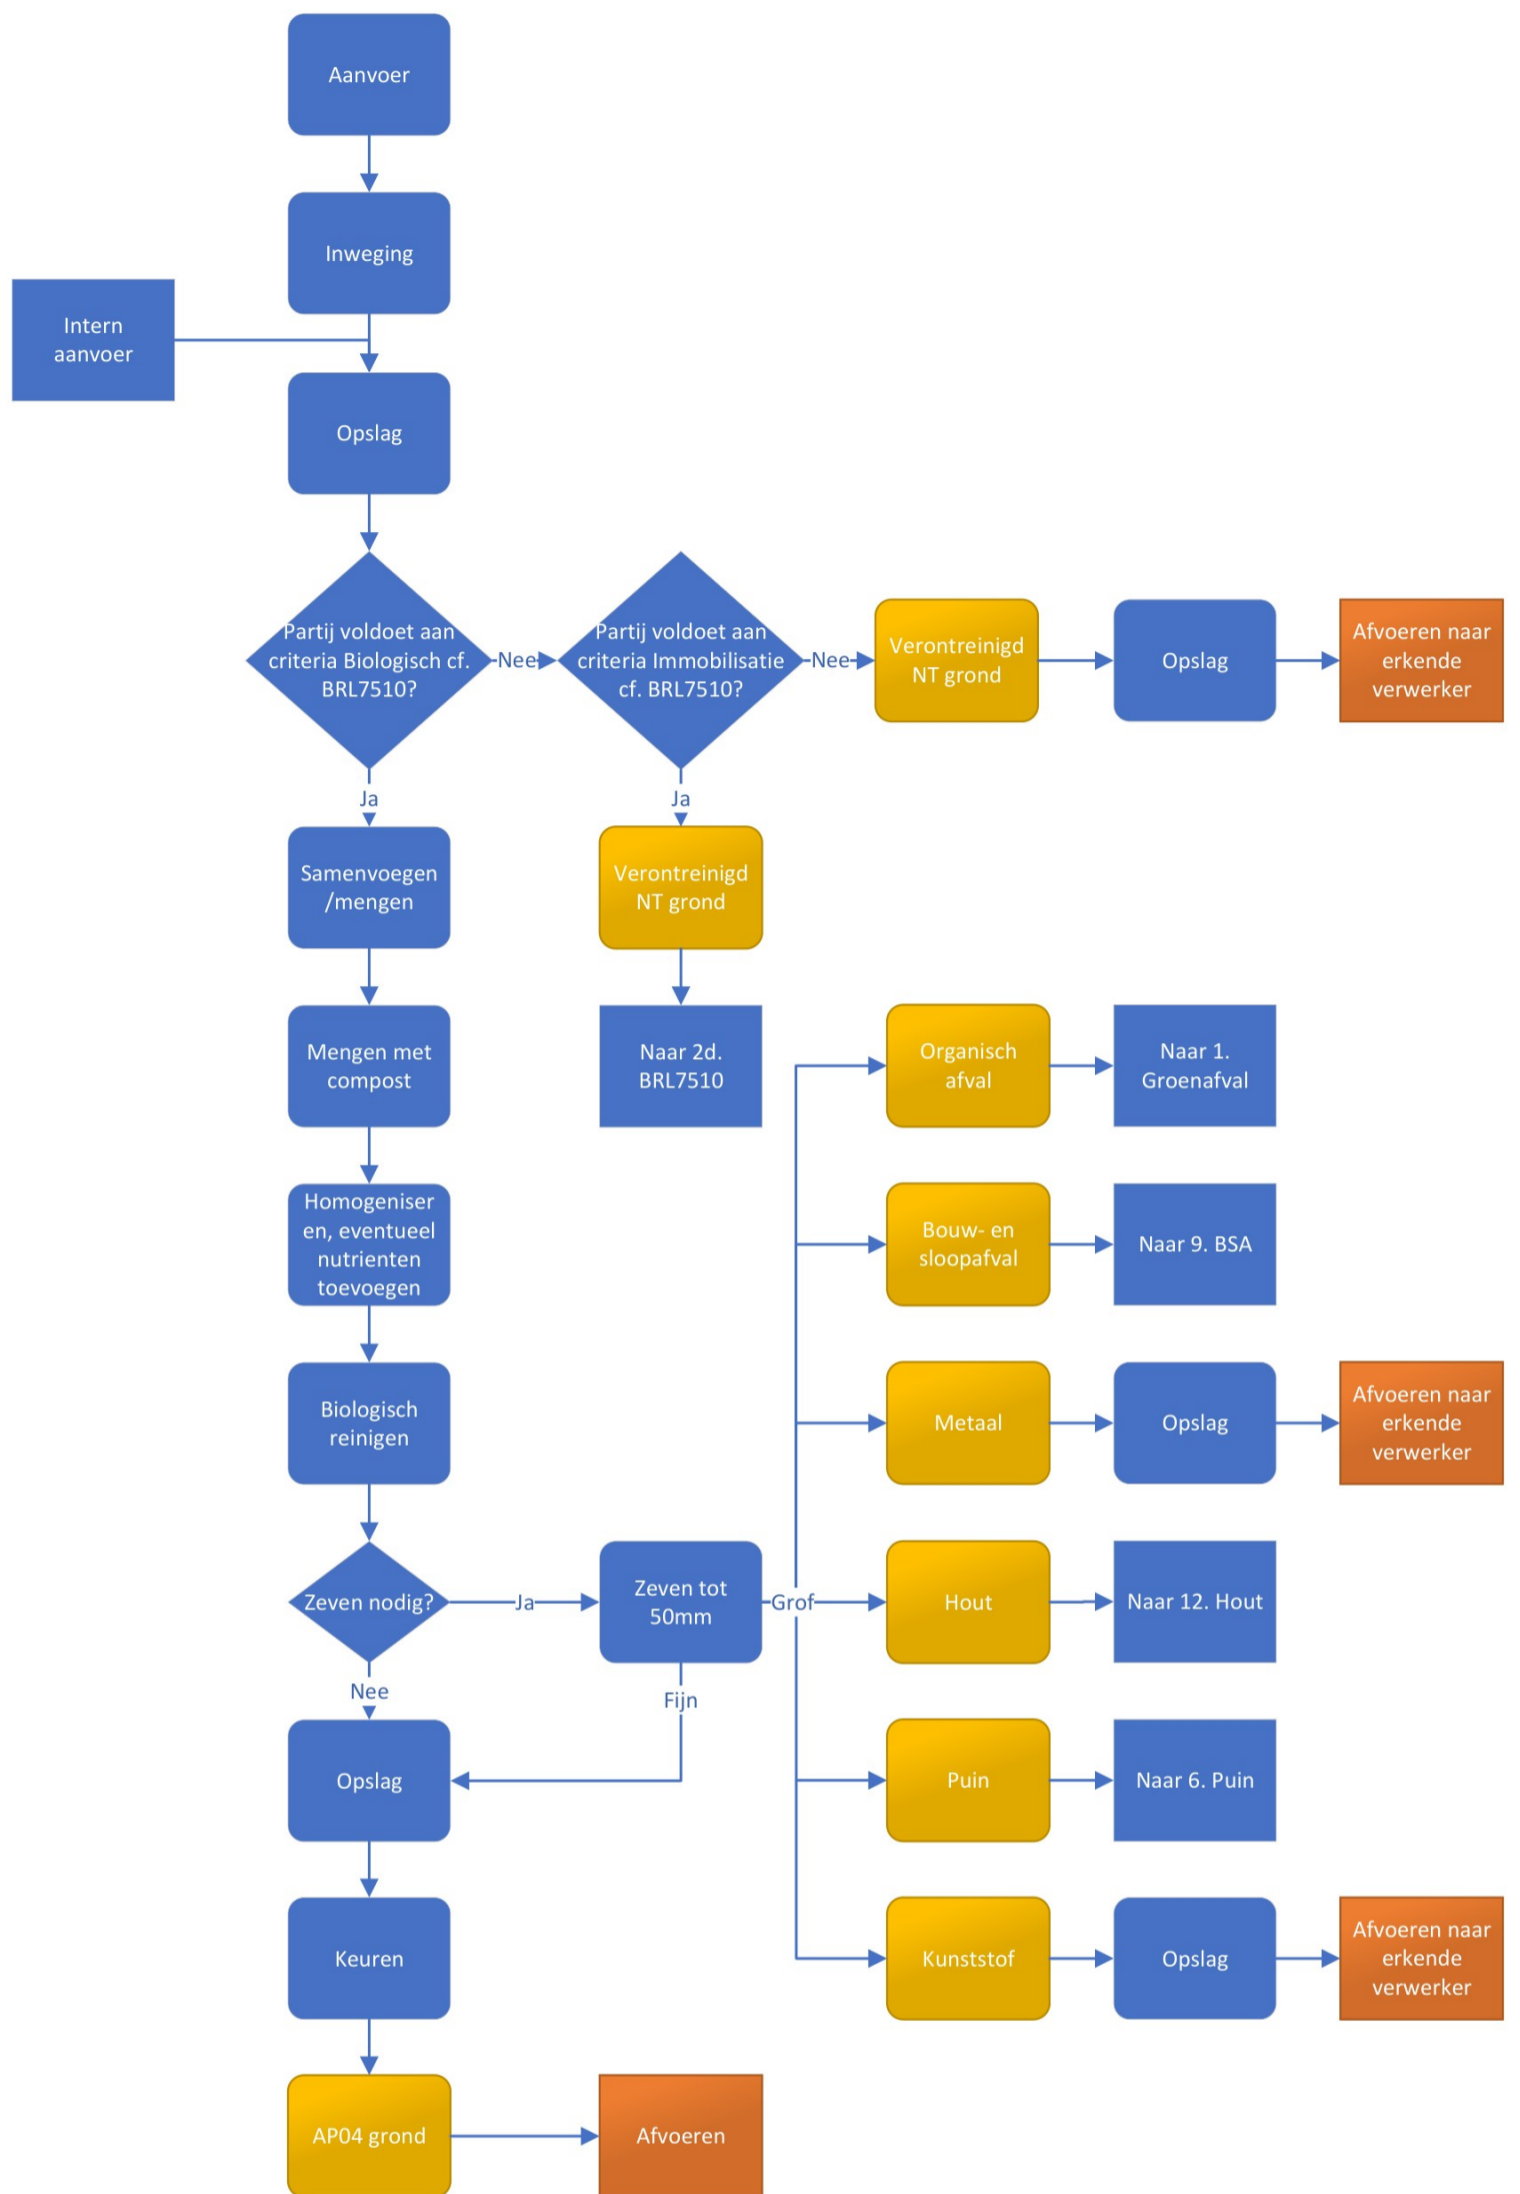 Aanvoer
Inweging
Intern
aanvoer
Opslag
Partij voldoet aan
criteria Biologisch cf.
BRL7510?
Nee
Partij voldoet aan
criteria Immobilisatie
cf. BRL7510?
Nee
Verontreinigd
NT grond
Opslag
Afvoeren naar
erkende
verwerker
Ja
Ja
Samenvoegen
/mengen
Verontreinigd
NT grond
Mengen met
compost
Naar 2d.
BRL7510
Organisch
afval
Naar 1.
Groenafval
Homogeniser
en, eventueel
nutrienten
toevoegen
Bouw- en
sloopafval
Naar 9. BSA
Biologisch
reinigen
Metaal
Opslag
Afvoeren naar
erkende
verwerker
Zeven nodig?
Ja
Zeven tot
50mm
Grof
Hout
Naar 12. Hout
Nee
Fijn
Opslag
Puin
Naar 6. Puin
Keuren
Kunststof
Opslag
Afvoeren naar
erkende
verwerker
AP04 grond
Afvoeren